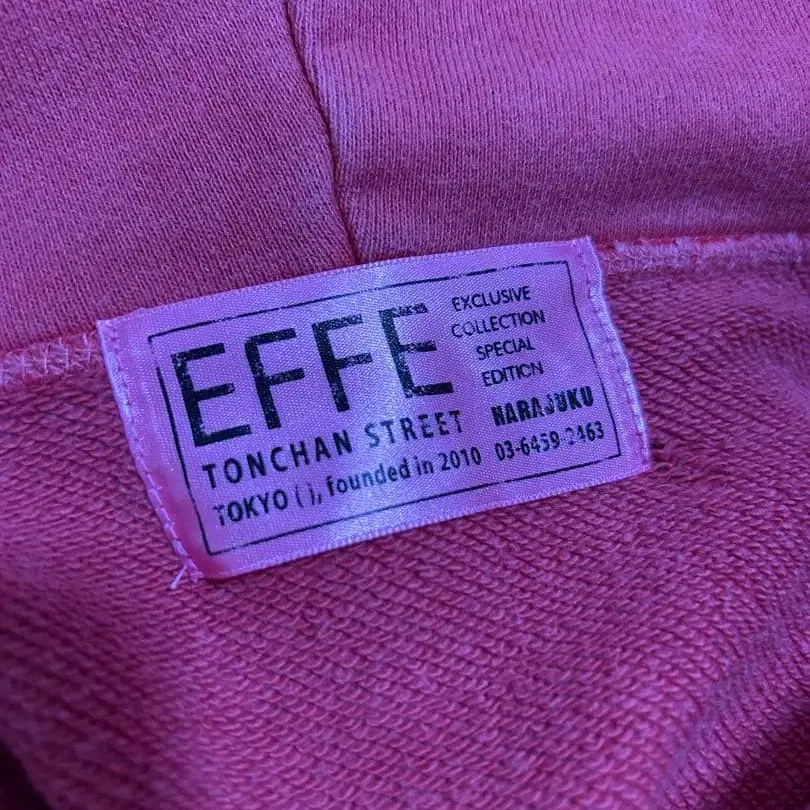 EFFE
EXCLUSIVE
COLLECTION
SPECIAL
EDITION
TONCHAN STREET HARAJUKU
TOKYO ( ), founded in 2010 03-6459-2463